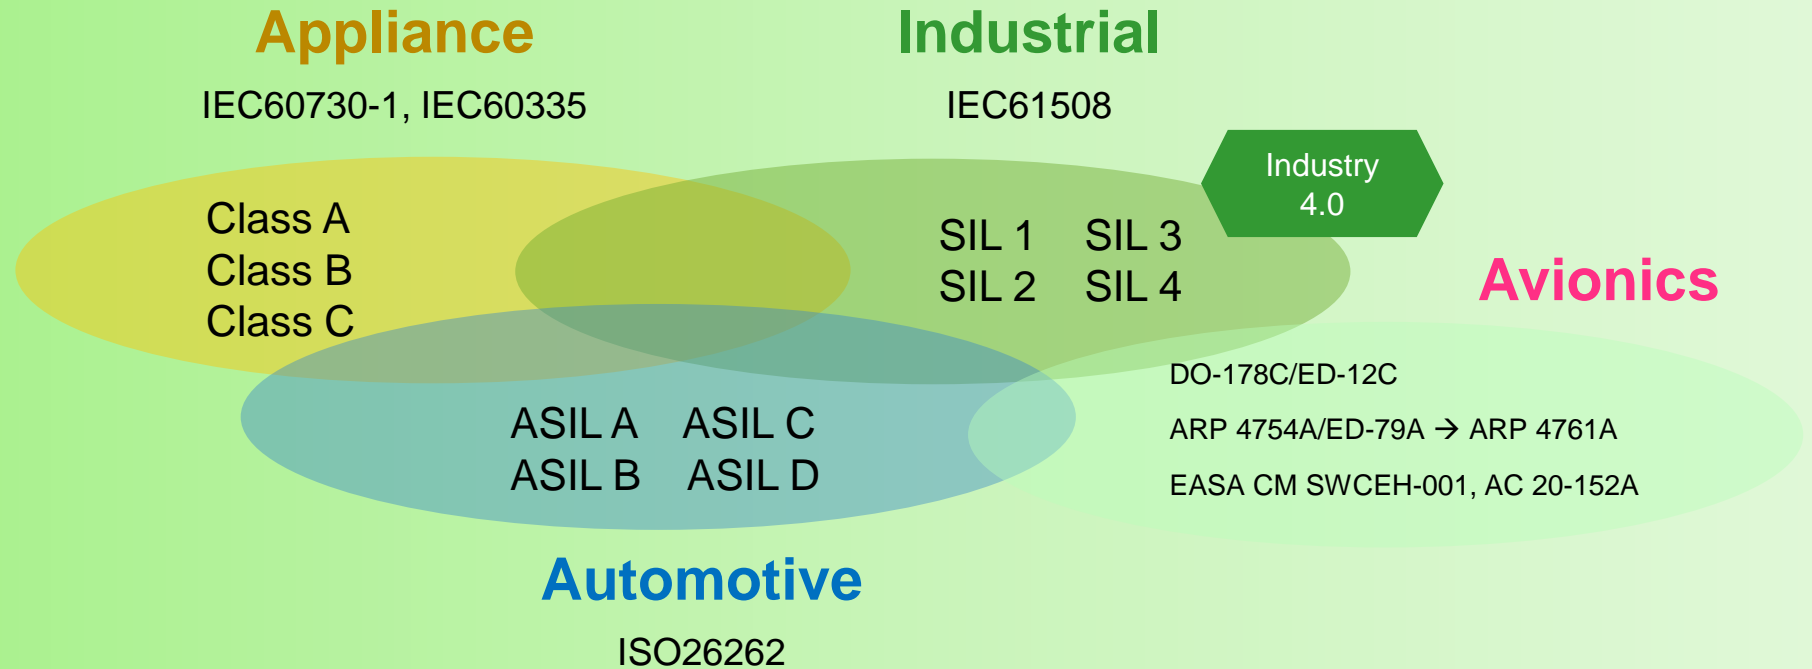 Appliance
IEC60730-1, IEC60335
Industrial
IEC61508
Industry
4.0
Class A
Class B
Class C
SIL 1 SIL 3
SIL 2 SIL 4
Avionics
DO-178C/ED-12C
ARP 4754A/ED-79A → ARP 4761A
EASA CM SWCEH-001, AC 20-152A
ASIL A ASIL C
ASIL B ASIL D
Automotive
ISO26262